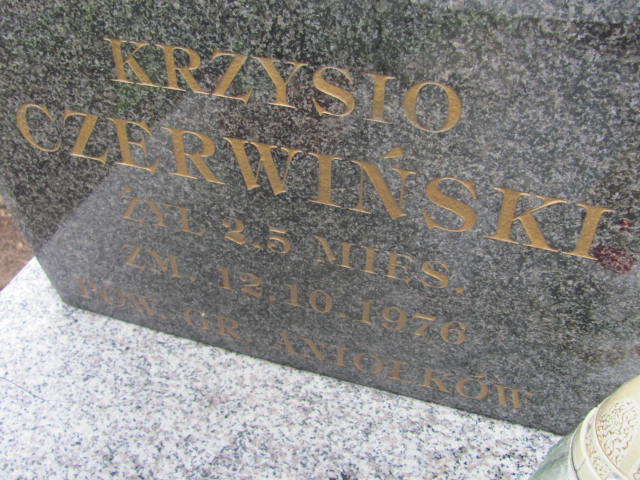 KRZYSIO
CZERWIŃSKI
ŻYŁ 2,5 MIES.
ZM. 12.10.1976
POW. GR. ANIOŁKÓW